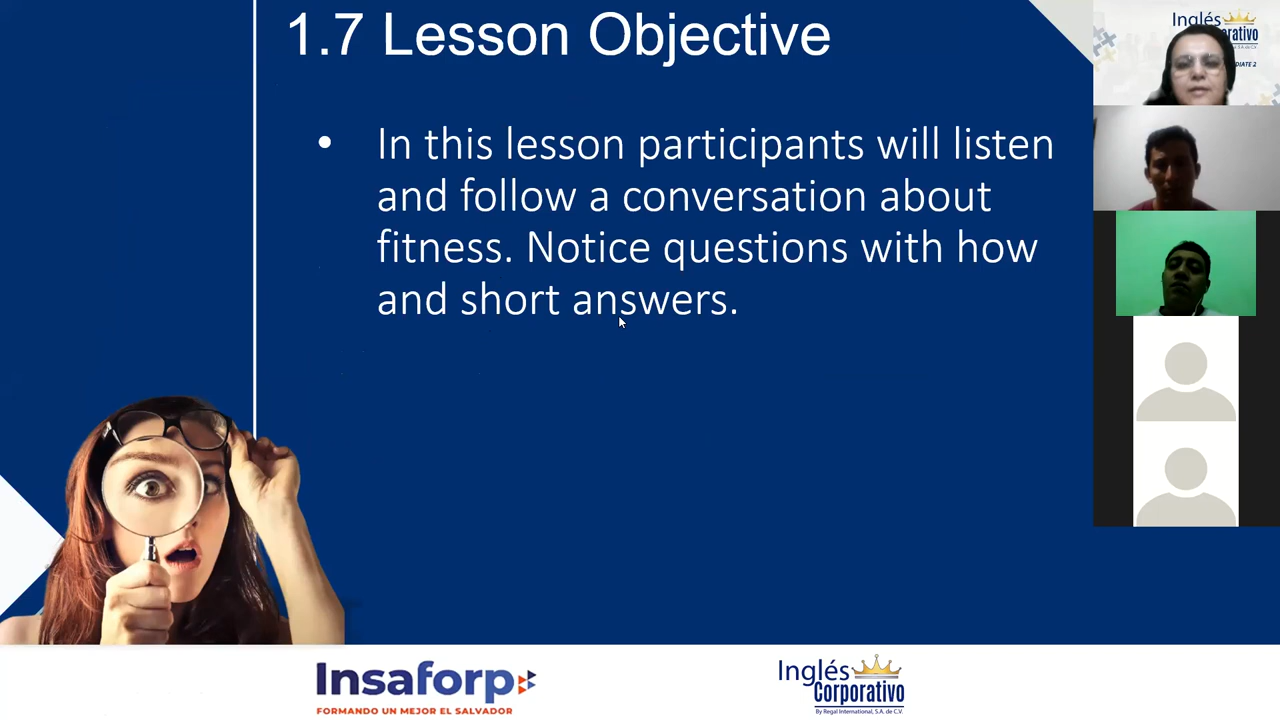 1.7 Lesson Objective
• In this lesson participants will listen
and follow a conversation about
fitness. Notice questions with how
and short answers.
Inglés
Insaforp
FORMANDO UN MEJOR EL SALVADOR
Inglés
Corporativo
By Regal International, S.A. de C.V.